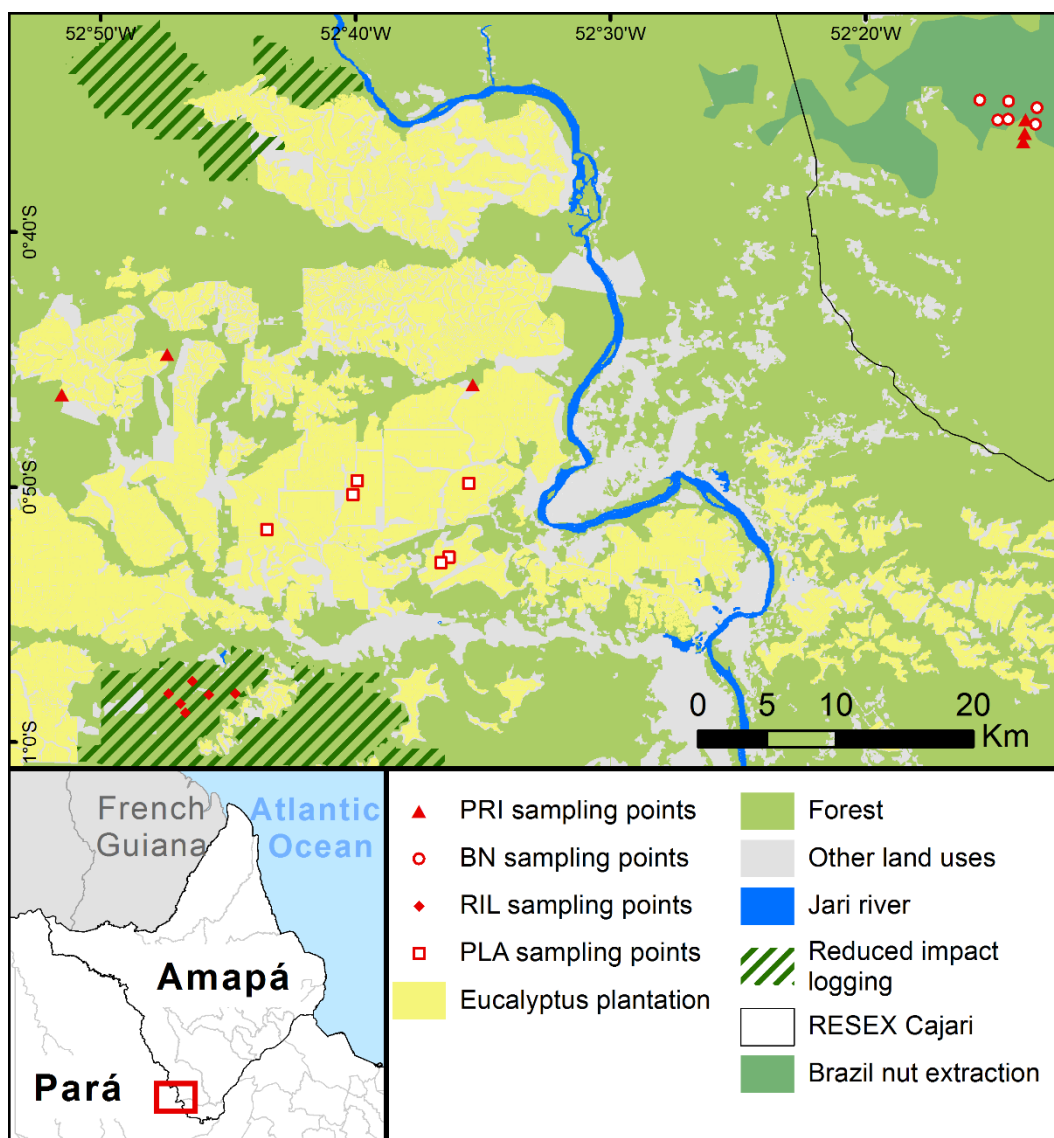 52°50'W
52°40'W
52°30'W
52°20'W
0°40'S
0°50'S
1°0'S
0 5 10 20
Km
French
Guiana
Atlantic
Ocean
Amapá
Pará
PRI sampling points
BN sampling points
RIL sampling points
PLA sampling points
Eucalyptus plantation
Forest
Other land uses
Jari river
Reduced impact
logging
RESEX Cajari
Brazil nut extraction